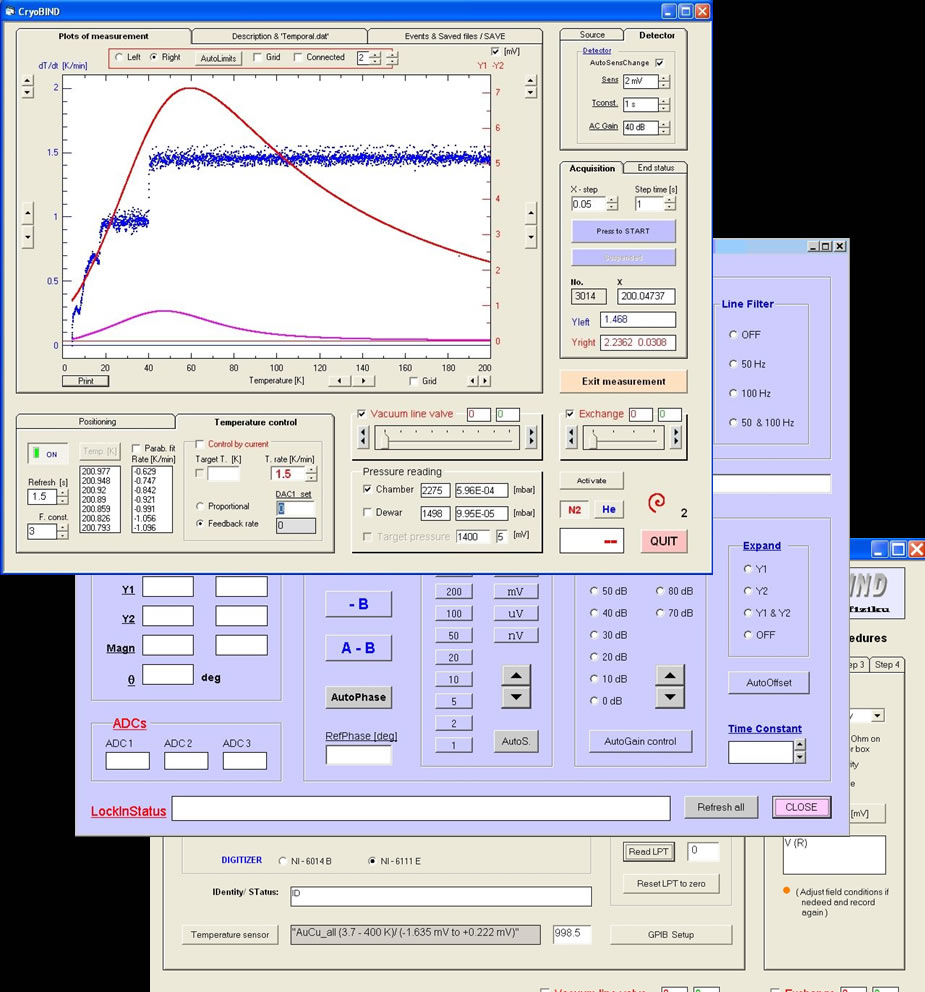 CryoBIND
Plots of measurement
Description & 'Temporal.dat'
Events & Saved files / SAVE
Left
Right
AutoLimits
Grid
Connected
2
[mV]
dT/dt [K/min]
Y1 -Y2
2
1.5
1
0.5
0
7
6
5
4
3
2
1
0
0 20 40 60 80 100 120 140 160 180 200
Print
Temperature [K]
Grid
Source
Detector
Detector
AutoSensChange
Sens 2 mV
Tconst. 1 s
AC Gain 40 dB
Acquisition
End status
X - step
Step time [s]
0.05
1
Press to START
Suspended
No.
X
3014
200.04737
Yleft 1.468
Yright 2.2362 0.0308
Exit measurement
Positioning
Temperature control
ON
Temp [K]
Parab. fit
Rate [K/min]
Refresh [s]
1.5
F. const.
3
200.977
200.948
200.92
200.89
200.859
200.826
200.793
-0.629
-0.747
-0.842
-0.921
-0.991
-1.056
-1.096
Control by current
Target T. [K]
T. rate [K/min]
1.5
Proportional
Feedback rate
DAC1 set
0
0
Vacuum line valve 0 0
Exchange 0 0
Pressure reading
Chamber 2275 5.96E-04 [mbar]
Dewar 1498 9.95E-05 [mbar]
Target pressure 1400 5 [mV]
Activate
N2
He
2
--
QUIT
Line Filter
OFF
50 Hz
100 Hz
50 & 100 Hz
Y1
Y2
Magn
θ
deg
ADCs
ADC 1
ADC 2
ADC 3
- B
A - B
AutoPhase
RefPhase [deg]
200
100
50
20
10
5
2
1
mV
uV
nV
AutoS.
50 dB
40 dB
30 dB
20 dB
10 dB
0 dB
80 dB
70 dB
AutoGain control
Expand
Y1
Y2
Y1 & Y2
OFF
AutoOffset
Time Constant
LockInStatus
Refresh all
CLOSE
BIND
fiziku
edures
ep 3
Step 4
Ohm on
r box
ity
e
[mV]
V (R)
( Adjust field conditions if
nedeed and record
again )
DIGITIZER
NI - 6014 B
NI - 6111 E
Read LPT
0
Reset LPT to zero
IDentity/ STatus:
ID
Temperature sensor
"AuCu_all (3.7 - 400 K)/ (-1.635 mV to +0.222 mV)"
998.5
GPIB Setup
Vacuum line valve
0
0
Exchange
0
0